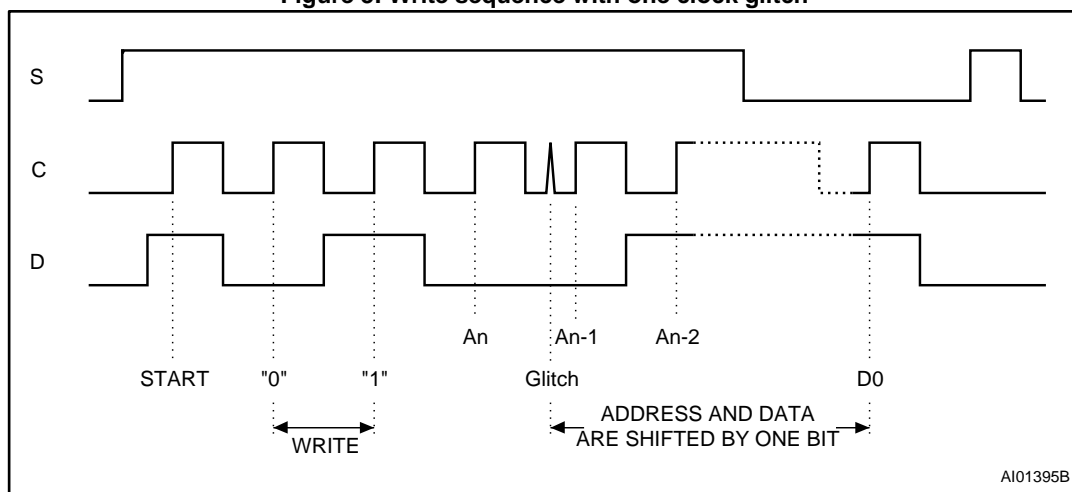 Figure 5. Write sequence with one clock glitch
S
C
D
An
An-1
An-2
START
"0"
"1"
Glitch
D0
WRITE
ADDRESS AND DATA
ARE SHIFTED BY ONE BIT
AI01395B